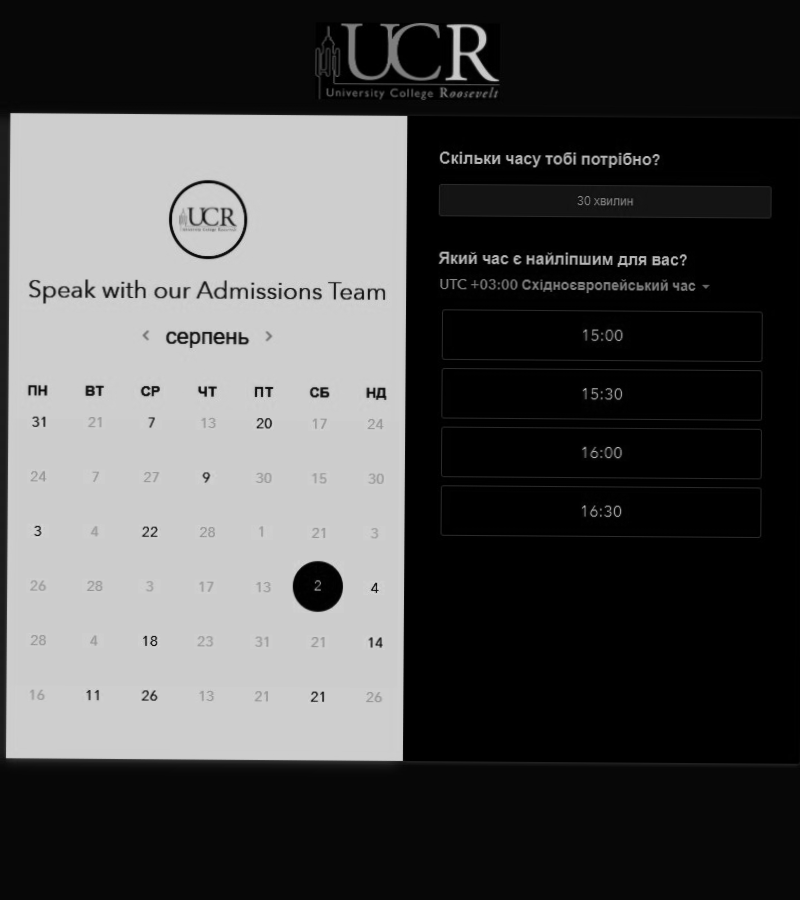 UCR
University College Roosevelt
UCR
University College Roosevelt
Speak with our Admissions Team
серпень
ПН ВТ СР ЧТ ПТ СБ НД
31 21 7 13 20 17 24
24 7 27 9 30 15 30
3 4 22 28 1 21 3
26 28 3 17 13 2 4
28 4 18 23 31 21 14
16 11 26 13 21 21 26
Скільки часу тобі потрібно?
30 хвилин
Який час є найліпшим для вас?
UTC +03:00 Східноєвропейський час
15:00
15:30
16:00
16:30